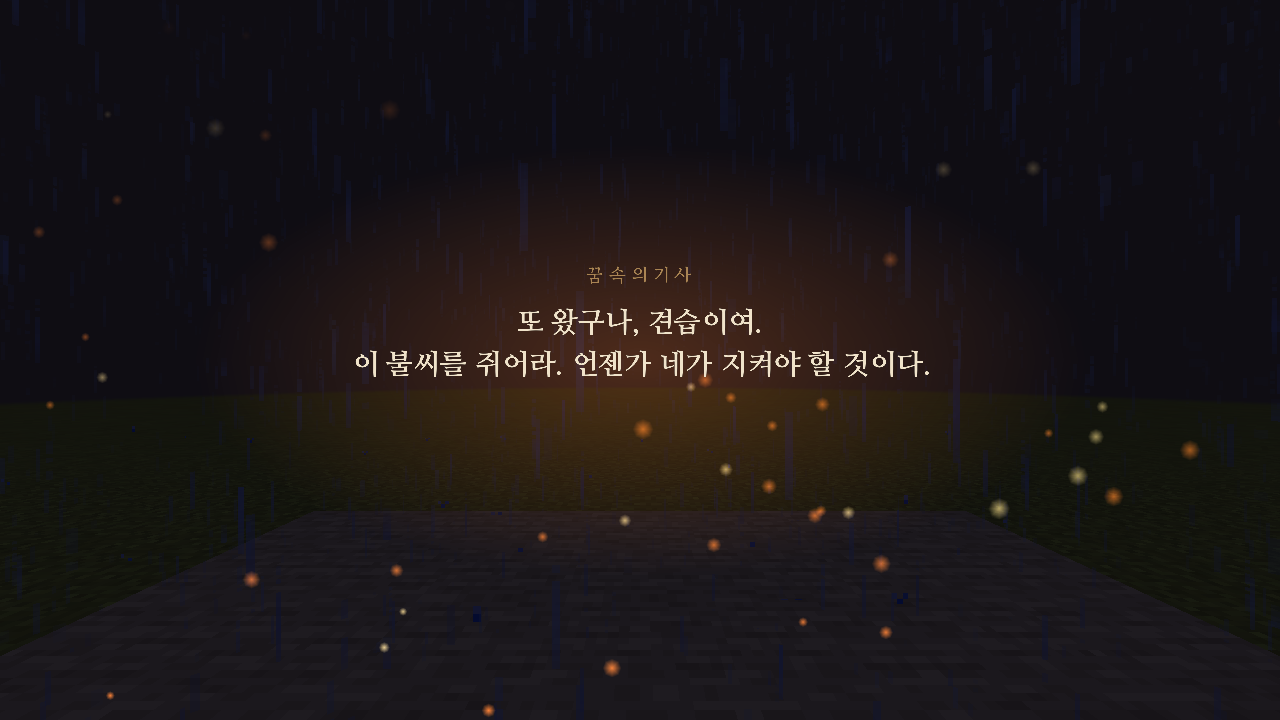 꿈속의기사
또 왔구나, 견습이여.
이 불씨를 쥐어라. 언젠가 네가 지켜야 할 것이다.